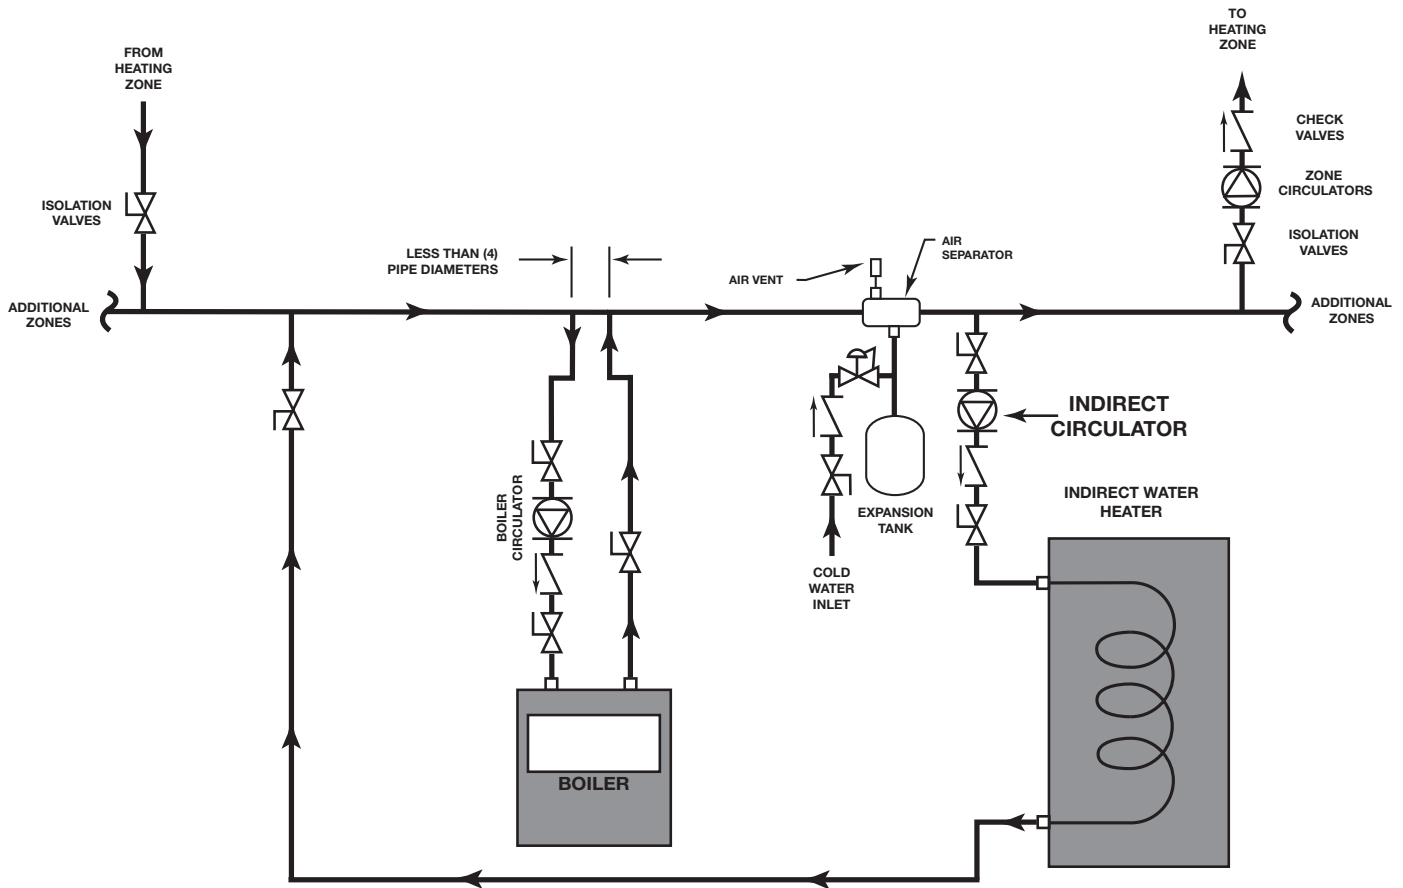 TO
HEATING
ZONE
FROM
HEATING
ZONE
CHECK
VALVES
ZONE
CIRCULATORS
ISOLATION
VALVES
ISOLATION
VALVES
LESS THAN (4)
PIPE DIAMETERS
AIR
SEPARATOR
AIR VENT
ADDITIONAL
ZONES
ADDITIONAL
ZONES
INDIRECT
CIRCULATOR
BOILER
CIRCULATOR
INDIRECT WATER
HEATER
EXPANSION
TANK
COLD
WATER
INLET
BOILER